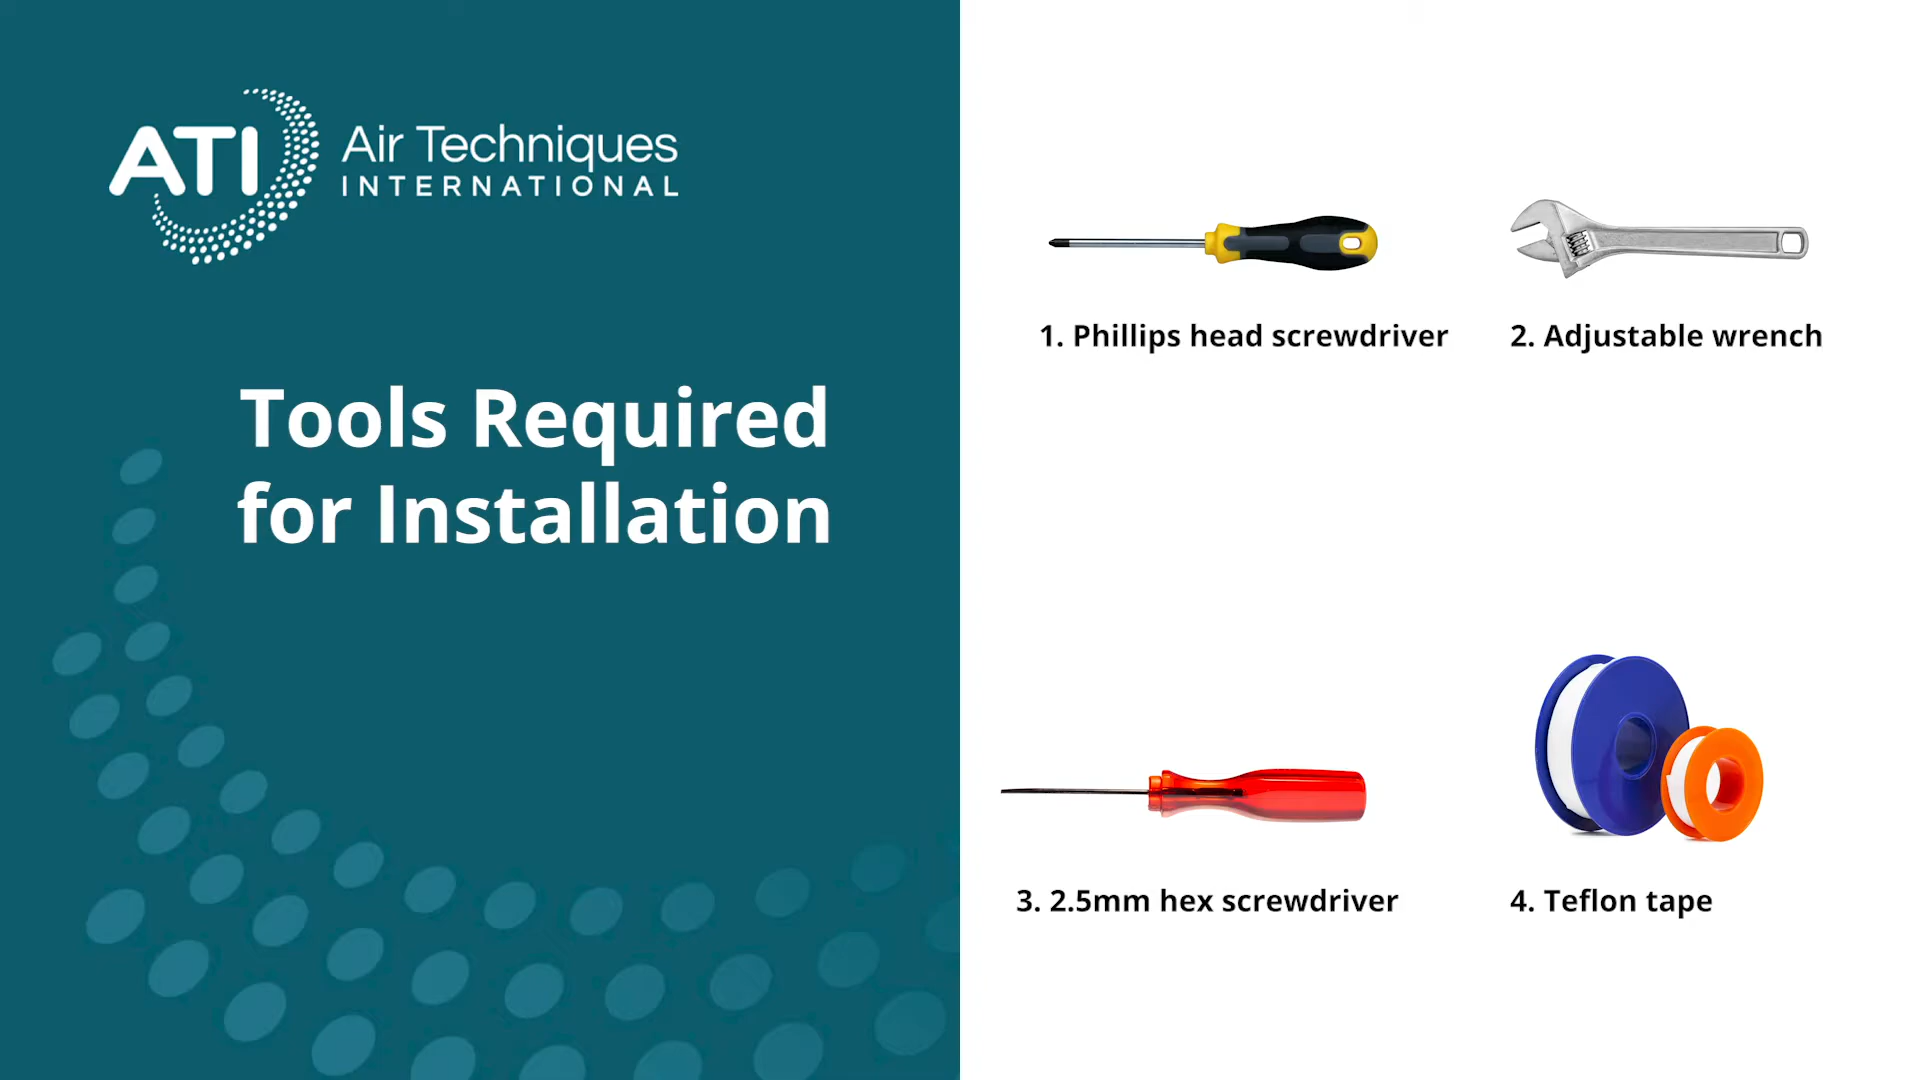 ATI
Air Techniques
INTERNATIONAL
Tools Required
for Installation
1. Phillips head screwdriver
2. Adjustable wrench
3. 2.5mm hex screwdriver
4. Teflon tape